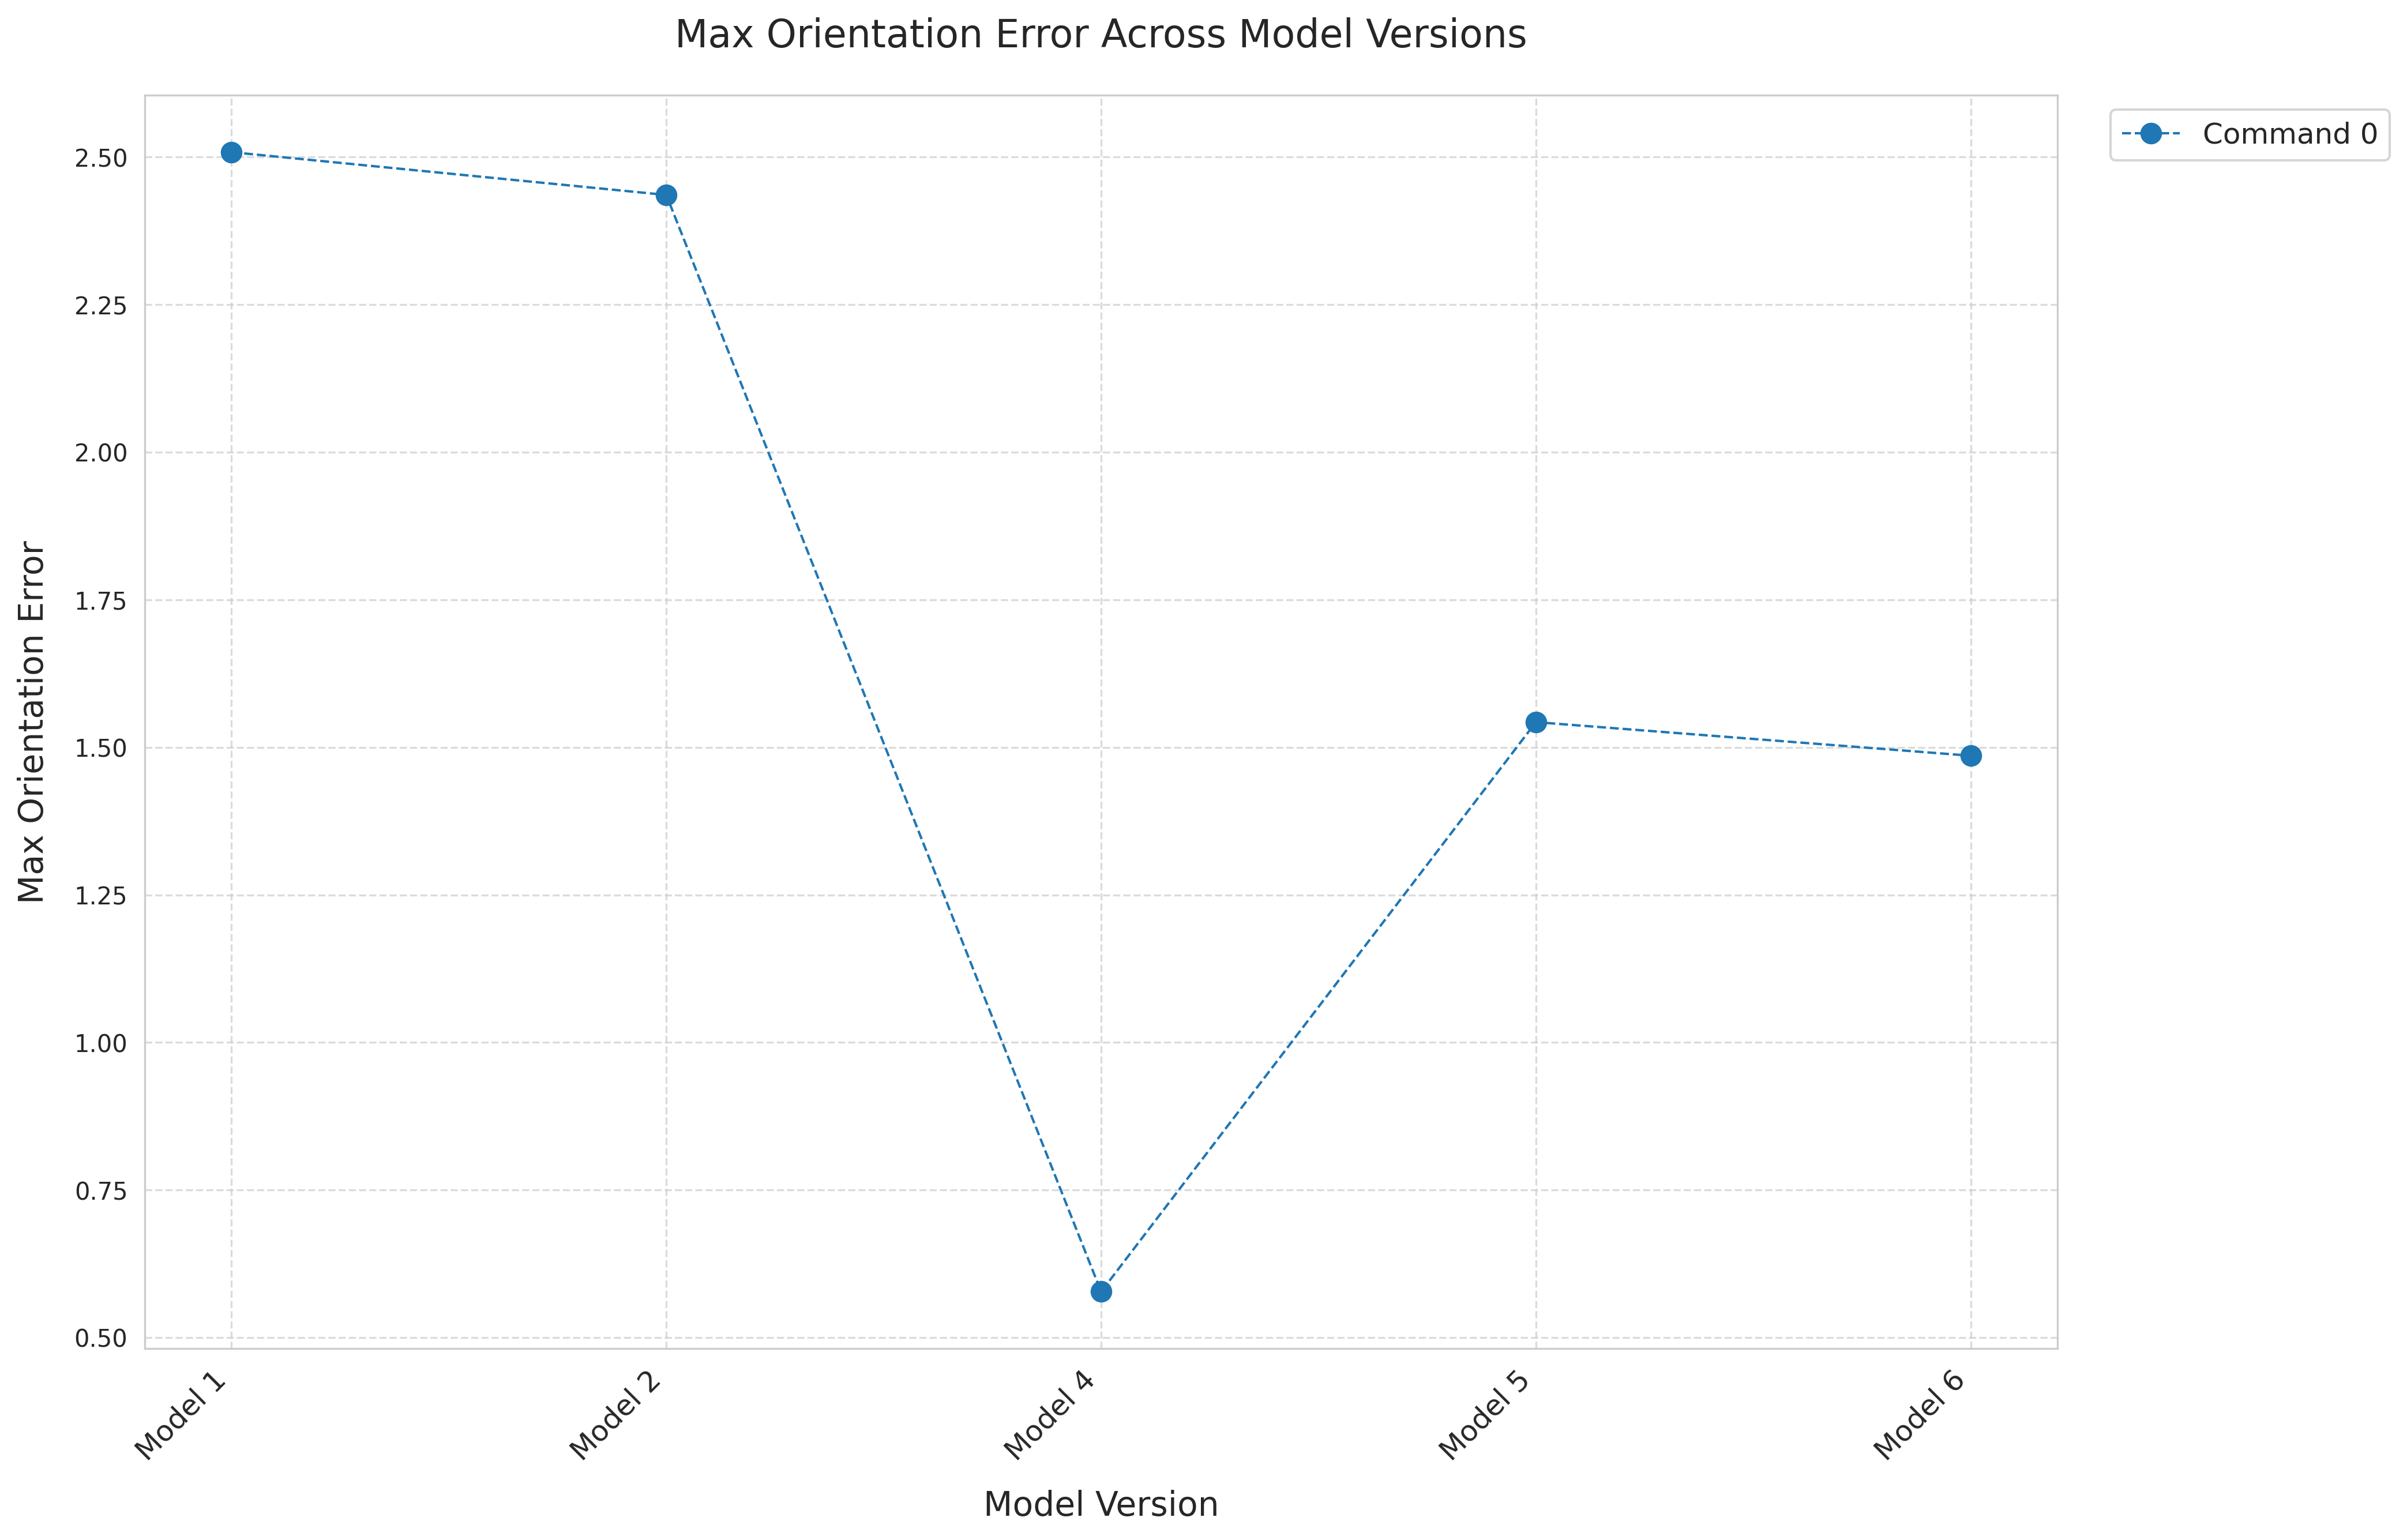 Max Orientation Error Across Model Versions
Command 0
Max Orientation Error
2.50
2.25
2.00
1.75
1.50
1.25
1.00
0.75
0.50
Model 1
Model 2
Model 4
Model 5
Model 6
Model Version